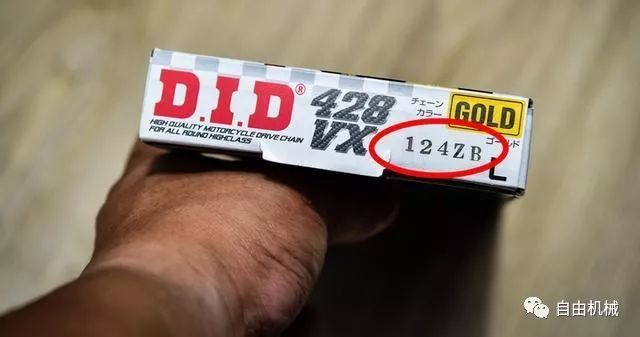 D.I.D®
HIGH QUALITY MOTORCYCLE DRIVE CHAIN
FOR ALL ROUND HIGHCLASS
428
VX
チェーン
カラー
GOLD
ゴールド
124ZB
L
自由机械